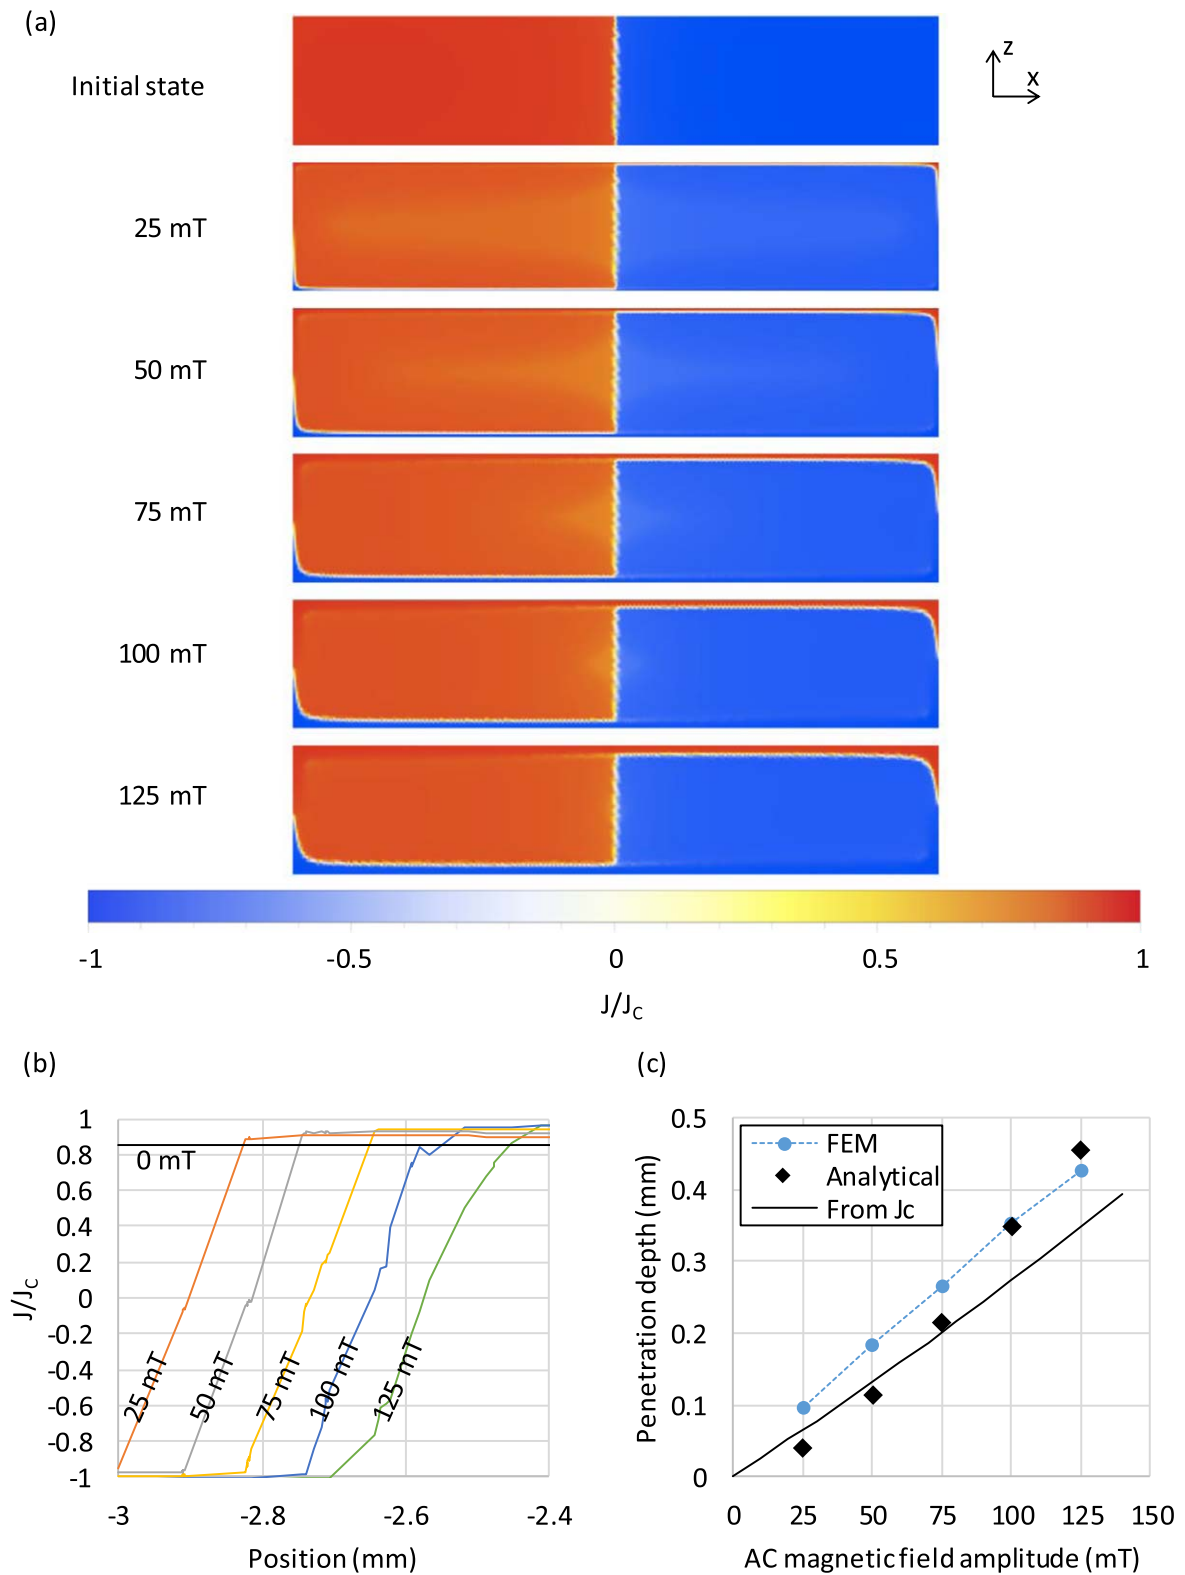 (a)
z
x
Initial state
25 mT
50 mT
75 mT
100 mT
125 mT
-1
-0.5
0
0.5
1
J/JC
(b)
1
0.8
0.6
0.4
0.2
0
-0.2
-0.4
-0.6
-0.8
-1
J/JC
0 mT
25 mT
50 mT
75 mT
100 mT
125 mT
-3
-2.8
-2.6
-2.4
Position (mm)
(c)
0.5
0.4
0.3
0.2
0.1
0
Penetration depth (mm)
FEM
Analytical
From Jc
0
25
50
75
100
125
150
AC magnetic field amplitude (mT)